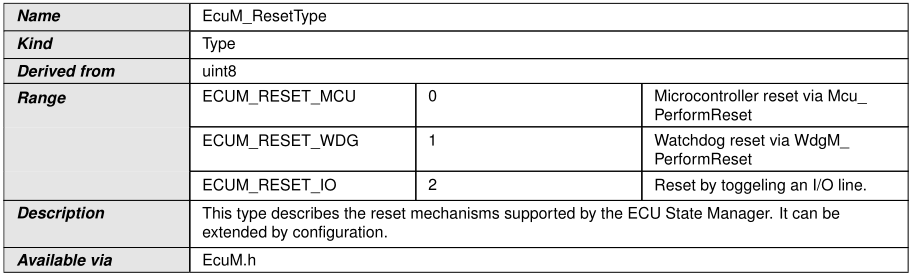 Name EcuM_ResetType
Kind Type
Derived from uint8
Range ECUM_RESET_MCU 0 Microcontroller reset via Mcu_
PerformReset
ECUM_RESET_WDG 1 Watchdog reset via WdgM_
PerformReset
ECUM_RESET_IO 2 Reset by toggeling an I/O line.
Description This type describes the reset mechanisms supported by the ECU State Manager. It can be
extended by configuration.
Available via EcuM.h